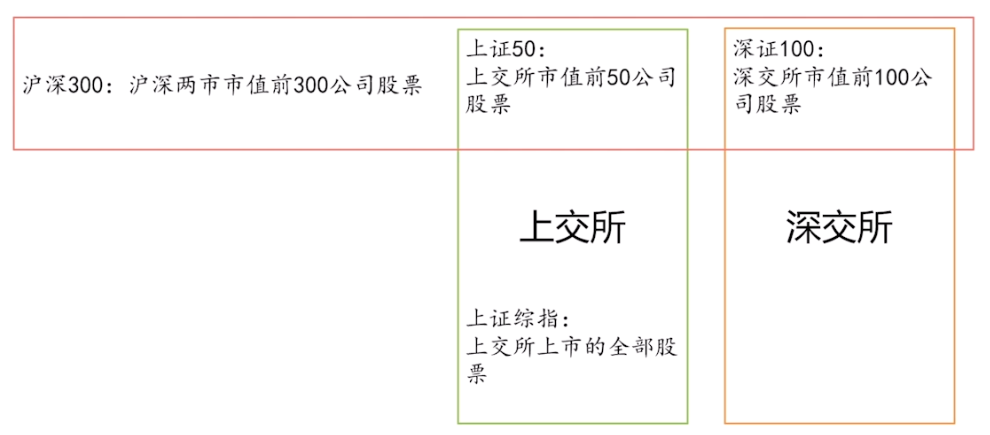 沪深300：沪深两市市值前300公司股票
上证50：
上交所市值前50公司
股票
深证100：
深交所市值前100公
司股票
上交所
深交所
上证综指：
上交所上市的全部股
票